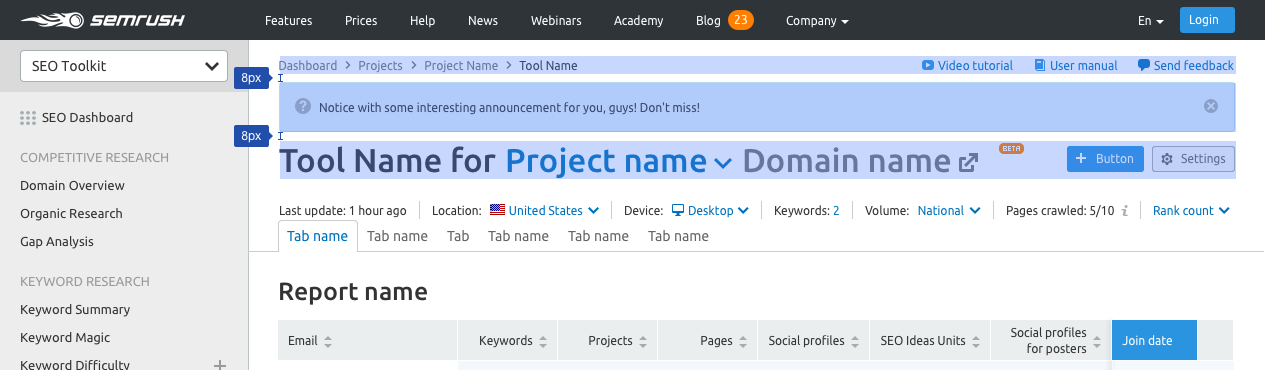 SEMRUSH Features Prices Help News Webinars Academy Blog 23 Company En Login
SEO Toolkit
SEO Dashboard
COMPETITIVE RESEARCH
Domain Overview
Organic Research
Gap Analysis
KEYWORD RESEARCH
Keyword Summary
Keyword Magic
Keyword Difficulty
Dashboard > Projects > Project Name > Tool Name Video tutorial User manual Send feedback
8px
Notice with some interesting announcement for you, guys! Don't miss!
8px
Tool Name for Project name Domain name BETA + Button Settings
Last update: 1 hour ago Location: United States Device: Desktop Keywords: 2 Volume: National Pages crawled: 5/10 i Rank count
Tab name Tab name Tab Tab name Tab name Tab name
Report name
Email Keywords Projects Pages Social profiles SEO Ideas Units Social profiles for posters Join date